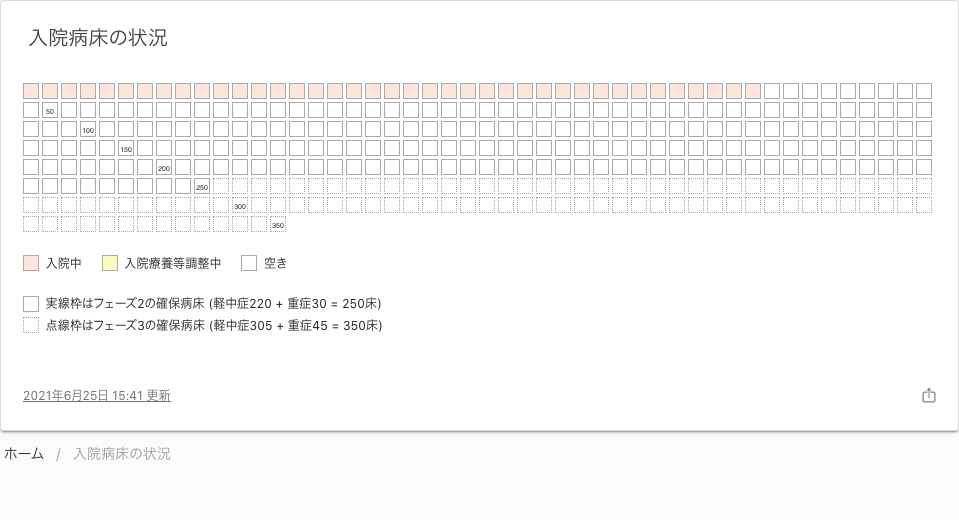 入院病床の状況
50
100
150
200
250
300
350
入院中 入院療養等調整中 空き
実線枠はフェーズ2の確保病床 (軽中症220 + 重症30 = 250床)
点線枠はフェーズ3の確保病床 (軽中症305 + 重症45 = 350床)
2021年6月25日 15:41 更新
ホーム / 入院病床の状況